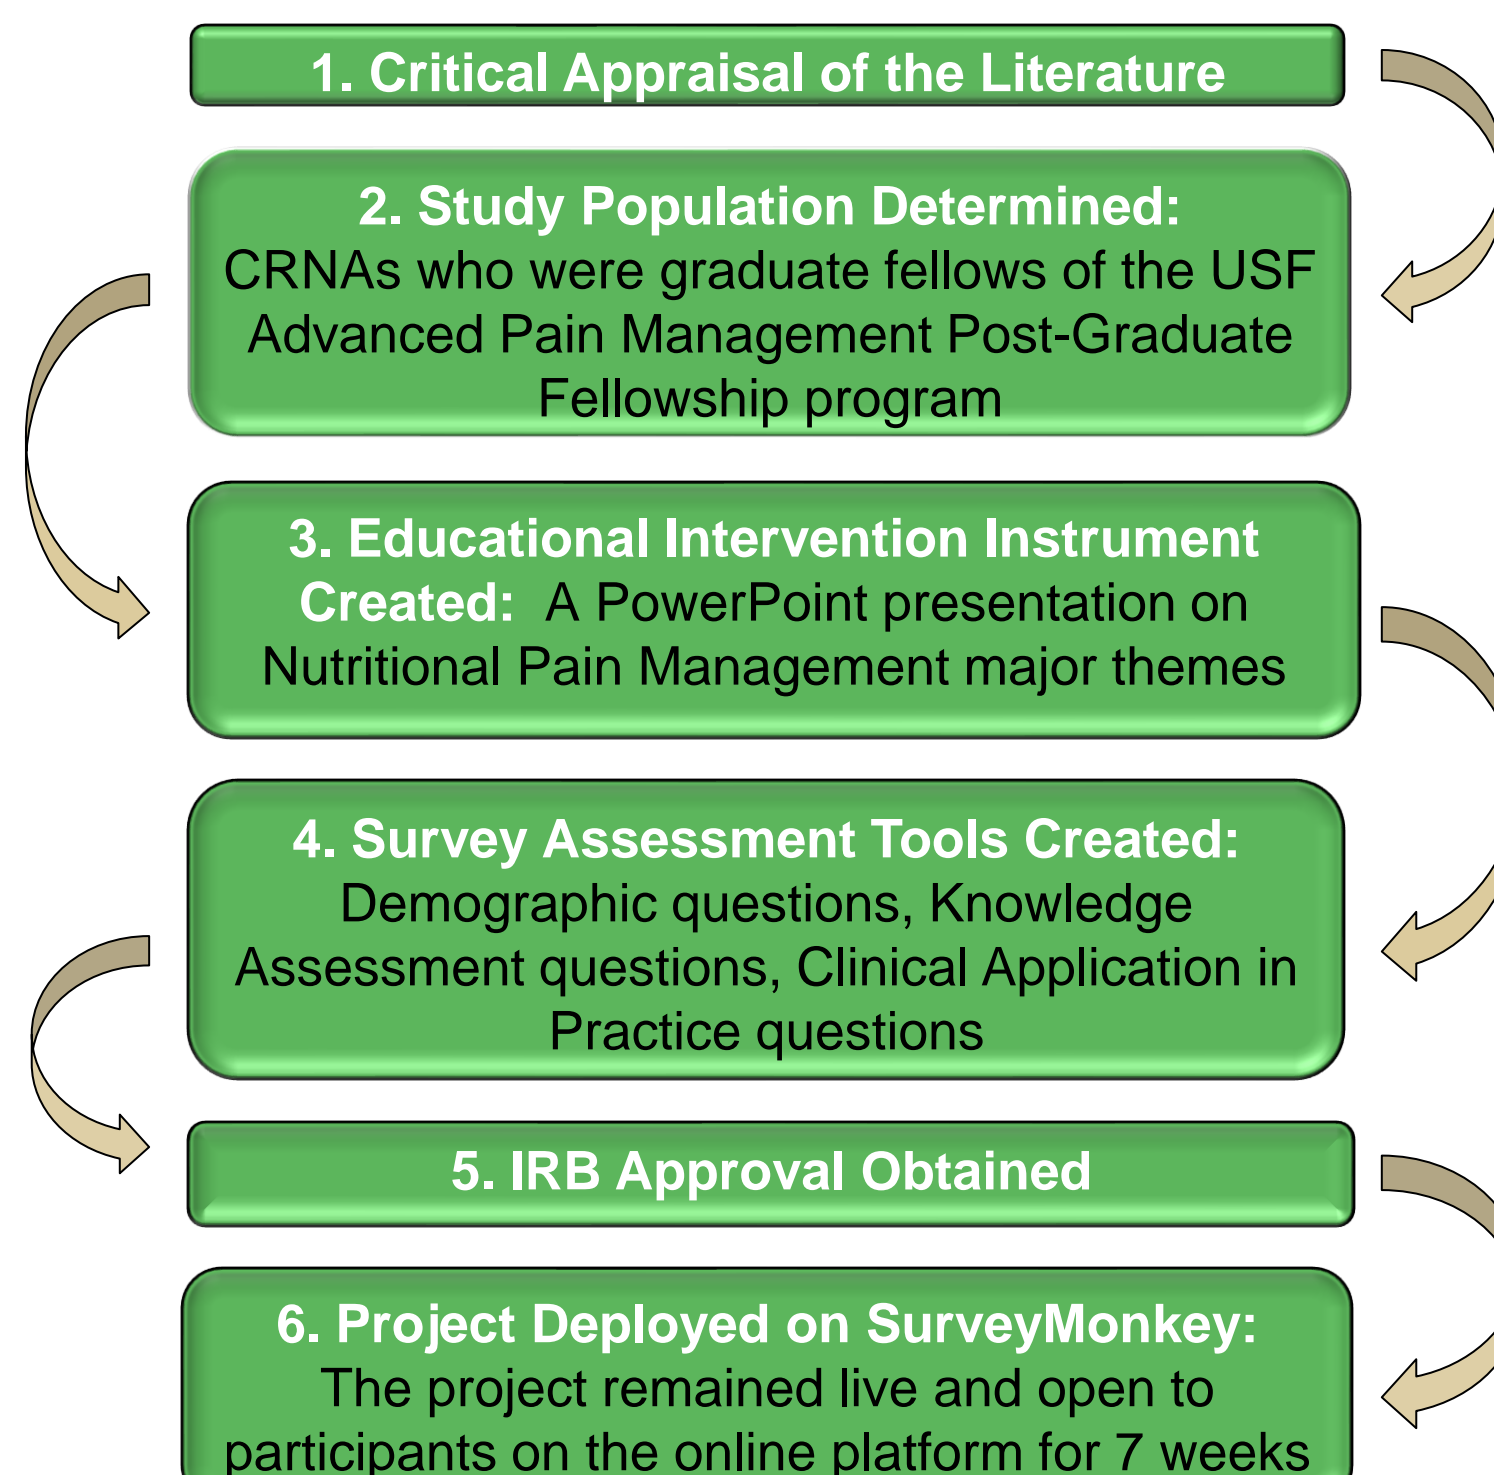 1. Critical Appraisal of the Literature
2. Study Population Determined:
CRNAs who were graduate fellows of the USF
Advanced Pain Management Post-Graduate
Fellowship program
3. Educational Intervention Instrument
Created: A PowerPoint presentation on
Nutritional Pain Management major themes
4. Survey Assessment Tools Created:
Demographic questions, Knowledge
Assessment questions, Clinical Application in
Practice questions
5. IRB Approval Obtained
6. Project Deployed on SurveyMonkey:
The project remained live and open to
participants on the online platform for 7 weeks